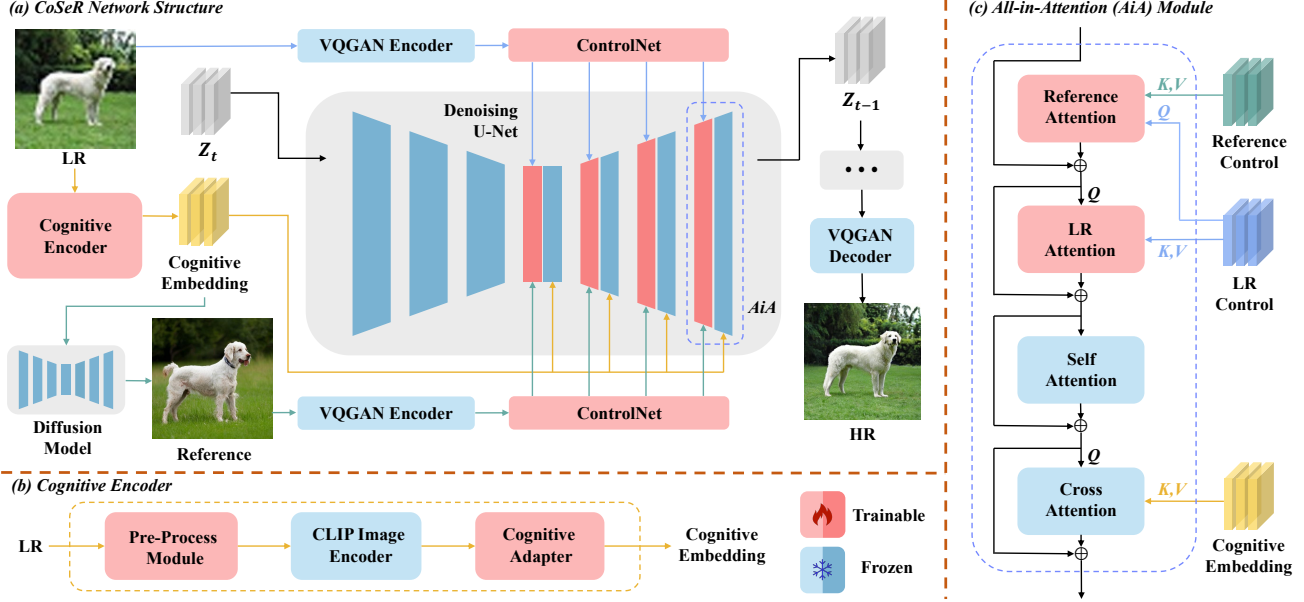 (a) CoSeR Network Structure
VQGAN Encoder
ControlNet
LR
Z_t
Denoising
U-Net
Z_{t-1}
• • •
Cognitive
Encoder
Cognitive
Embedding
VQGAN
Decoder
AiA
HR
Diffusion
Model
Reference
VQGAN Encoder
ControlNet
(b) Cognitive Encoder
LR
Pre-Process
Module
CLIP Image
Encoder
Cognitive
Adapter
Cognitive
Embedding
Trainable
Frozen
(c) All-in-Attention (AiA) Module
Reference
Attention
K,V
Q
Reference
Control
Q
LR
Attention
K,V
LR
Control
Self
Attention
Q
Cross
Attention
K,V
Cognitive
Embedding